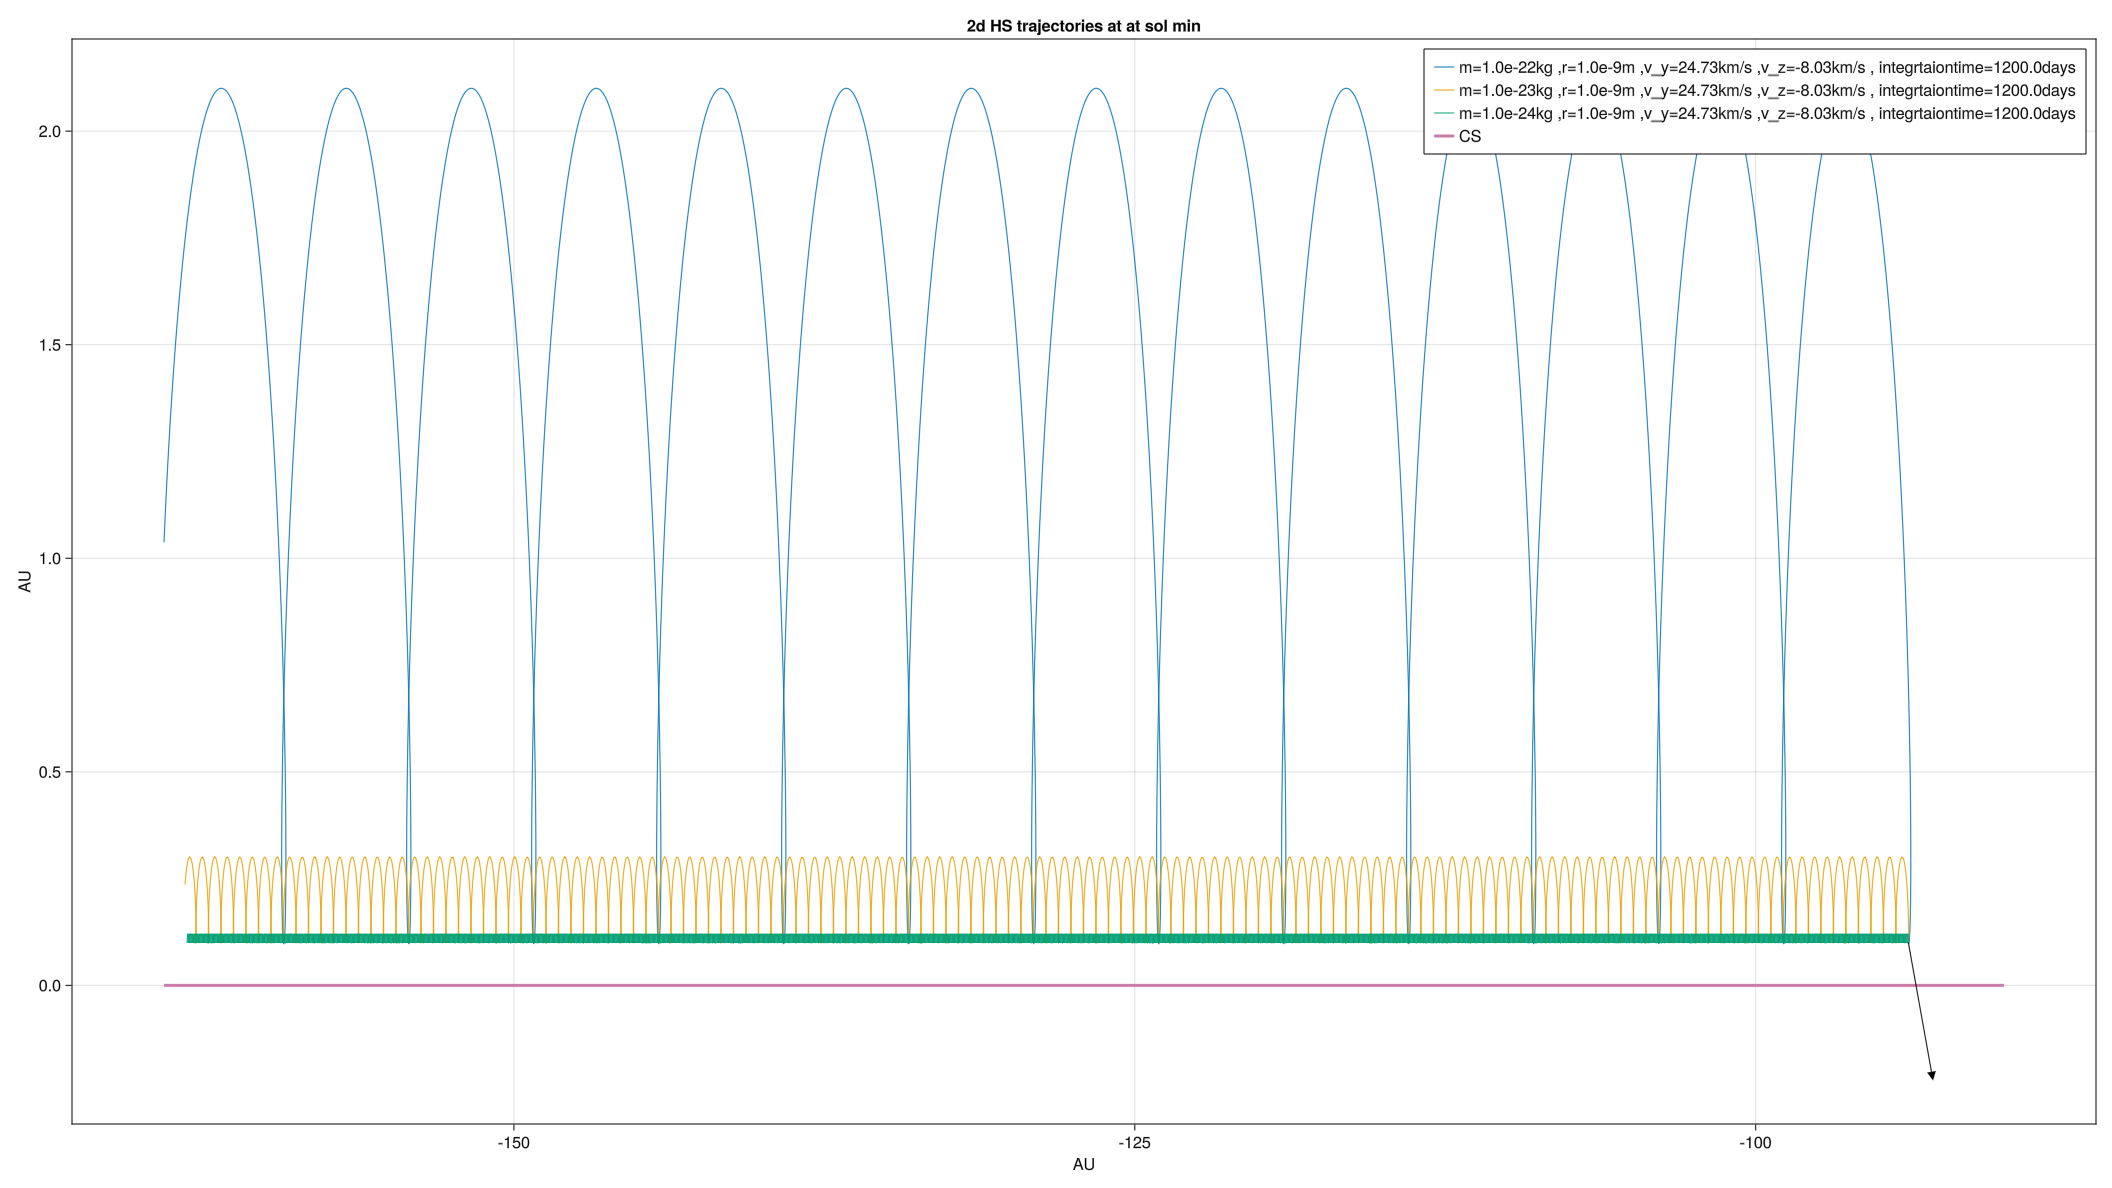 2d HS trajectories at at sol min
m=1.0e-22kg ,r=1.0e-9m ,v_y=24.73km/s ,v_z=-8.03km/s , integrtaiontime=1200.0days
m=1.0e-23kg ,r=1.0e-9m ,v_y=24.73km/s ,v_z=-8.03km/s , integrtaiontime=1200.0days
m=1.0e-24kg ,r=1.0e-9m ,v_y=24.73km/s ,v_z=-8.03km/s , integrtaiontime=1200.0days
CS
2.0
1.5
1.0
0.5
0.0
AU
-150
-125
-100
AU